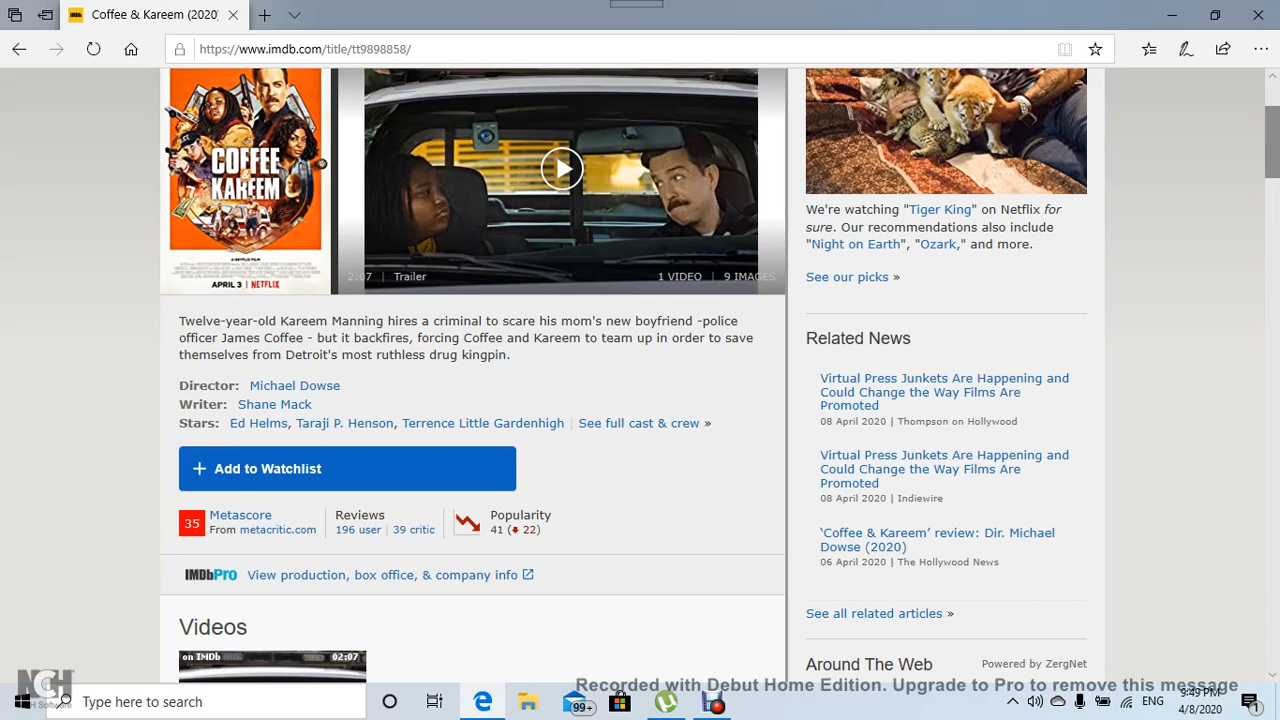 Coffee & Kareem (2020)
https://www.imdb.com/title/tt9898858/
COFFEE
&
KAREEM
A NETFLIX FILM
APRIL 3 | NETFLIX
2:07 | Trailer
1 VIDEO | 9 IMAGES
Twelve-year-old Kareem Manning hires a criminal to scare his mom's new boyfriend -police
officer James Coffee - but it backfires, forcing Coffee and Kareem to team up in order to save
themselves from Detroit's most ruthless drug kingpin.
Director: Michael Dowse
Writer: Shane Mack
Stars: Ed Helms, Taraji P. Henson, Terrence Little Gardenhigh | See full cast & crew »
+ Add to Watchlist
35
Metascore
From metacritic.com
Reviews
196 user | 39 critic
Popularity
41 (22)
IMDbPro View production, box office, & company info
Videos
on IMDb
02:07
We're watching "Tiger King" on Netflix for
sure. Our recommendations also include
"Night on Earth", "Ozark," and more.
See our picks »
Related News
Virtual Press Junkets Are Happening and
Could Change the Way Films Are
Promoted
08 April 2020 | Thompson on Hollywood
Virtual Press Junkets Are Happening and
Could Change the Way Films Are
Promoted
08 April 2020 | Indiewire
‘Coffee & Kareem’ review: Dir. Michael
Dowse (2020)
06 April 2020 | The Hollywood News
See all related articles »
Around The Web
Powered by ZergNet
Recorded with Debut Home Edition. Upgrade to Pro to remove this message
NCH Software
Type here to search
99+
ENG
9:49 PM
4/8/2020
1